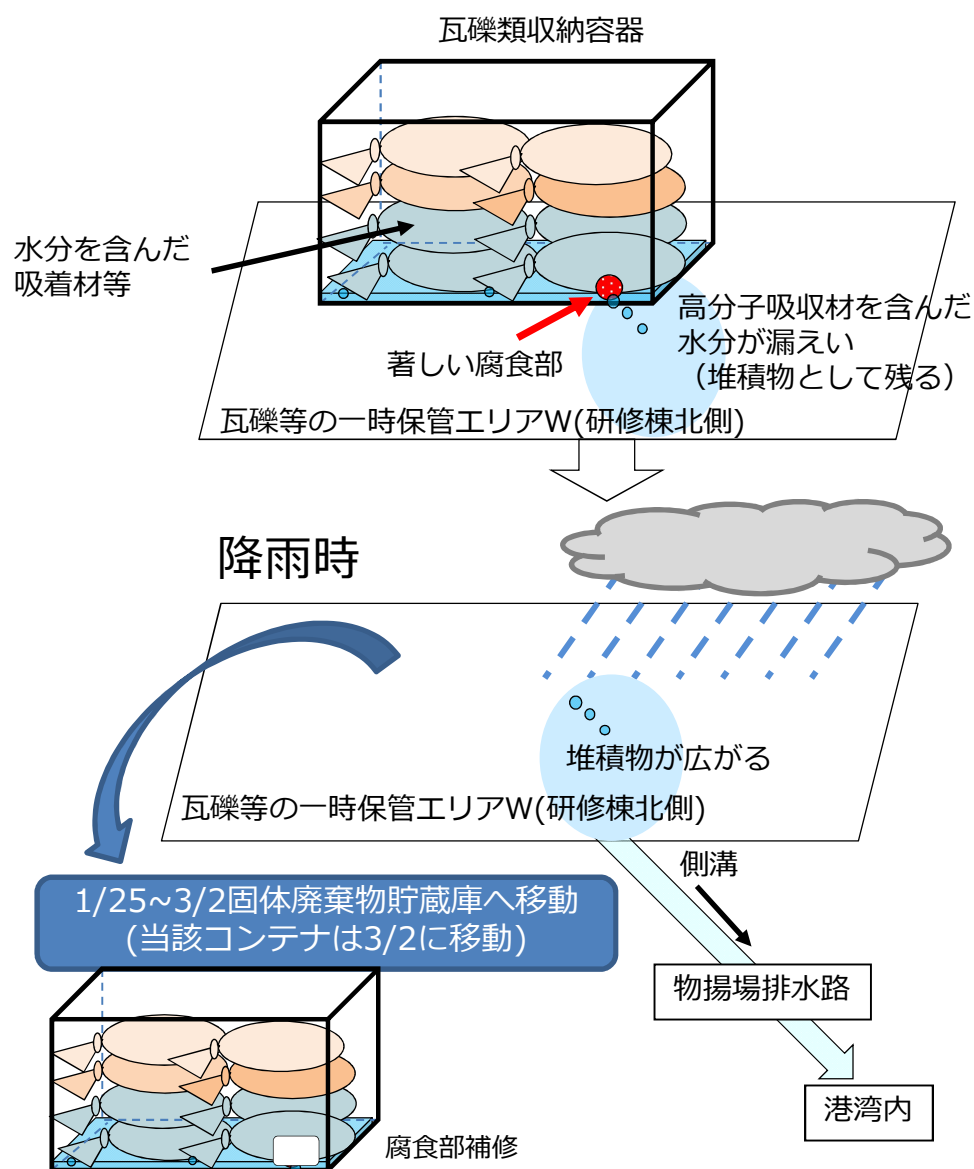 瓦礫類収納容器
水分を含んだ
吸着材等
著しい腐食部
高分子吸収材を含んだ
水分が漏えい
（堆積物として残る）
瓦礫等の一時保管エリアW(研修棟北側)
降雨時
堆積物が広がる
瓦礫等の一時保管エリアW(研修棟北側)
側溝
1/25~3/2固体廃棄物貯蔵庫へ移動
(当該コンテナは3/2に移動)
物揚場排水路
港湾内
腐食部補修